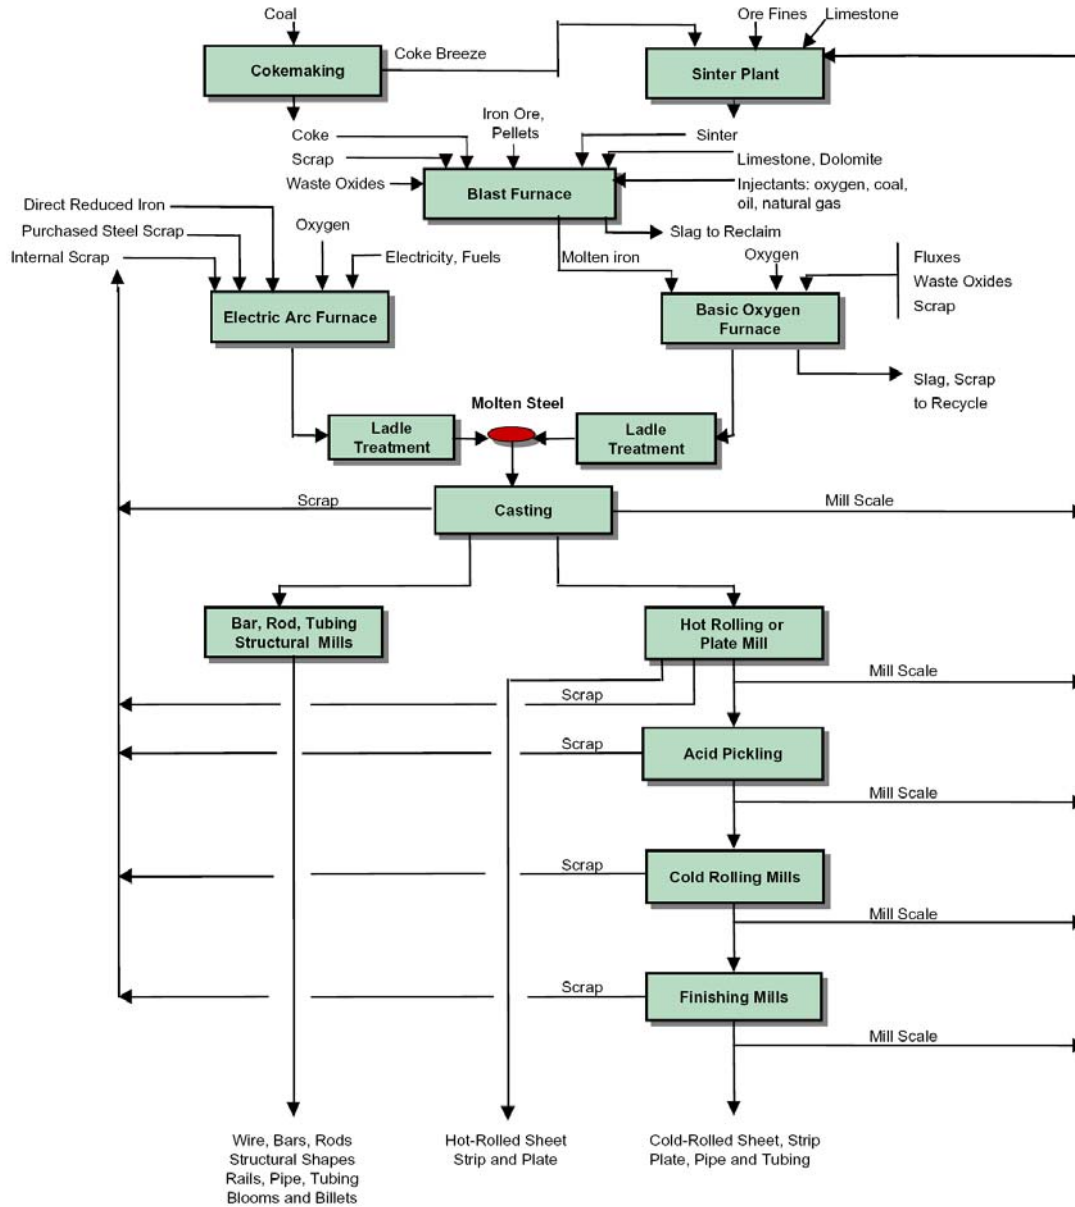 Coal
Ore Fines
Limestone
Cokemaking
Coke Breeze
Sinter Plant
Coke
Iron Ore,
Pellets
Sinter
Scrap
Limestone, Dolomite
Waste Oxides
Blast Furnace
Injectants: oxygen, coal,
oil, natural gas
Direct Reduced Iron
Purchased Steel Scrap
Oxygen
Slag to Reclaim
Internal Scrap
Electricity, Fuels
Molten iron
Oxygen
Fluxes
Waste Oxides
Scrap
Electric Arc Furnace
Basic Oxygen
Furnace
Slag, Scrap
to Recycle
Molten Steel
Ladle
Treatment
Ladle
Treatment
Scrap
Casting
Mill Scale
Bar, Rod, Tubing
Structural Mills
Hot Rolling or
Plate Mill
Mill Scale
Scrap
Scrap
Acid Pickling
Mill Scale
Scrap
Cold Rolling Mills
Mill Scale
Scrap
Finishing Mills
Mill Scale
Wire, Bars, Rods
Structural Shapes
Rails, Pipe, Tubing
Blooms and Billets
Hot-Rolled Sheet
Strip and Plate
Cold-Rolled Sheet, Strip
Plate, Pipe and Tubing